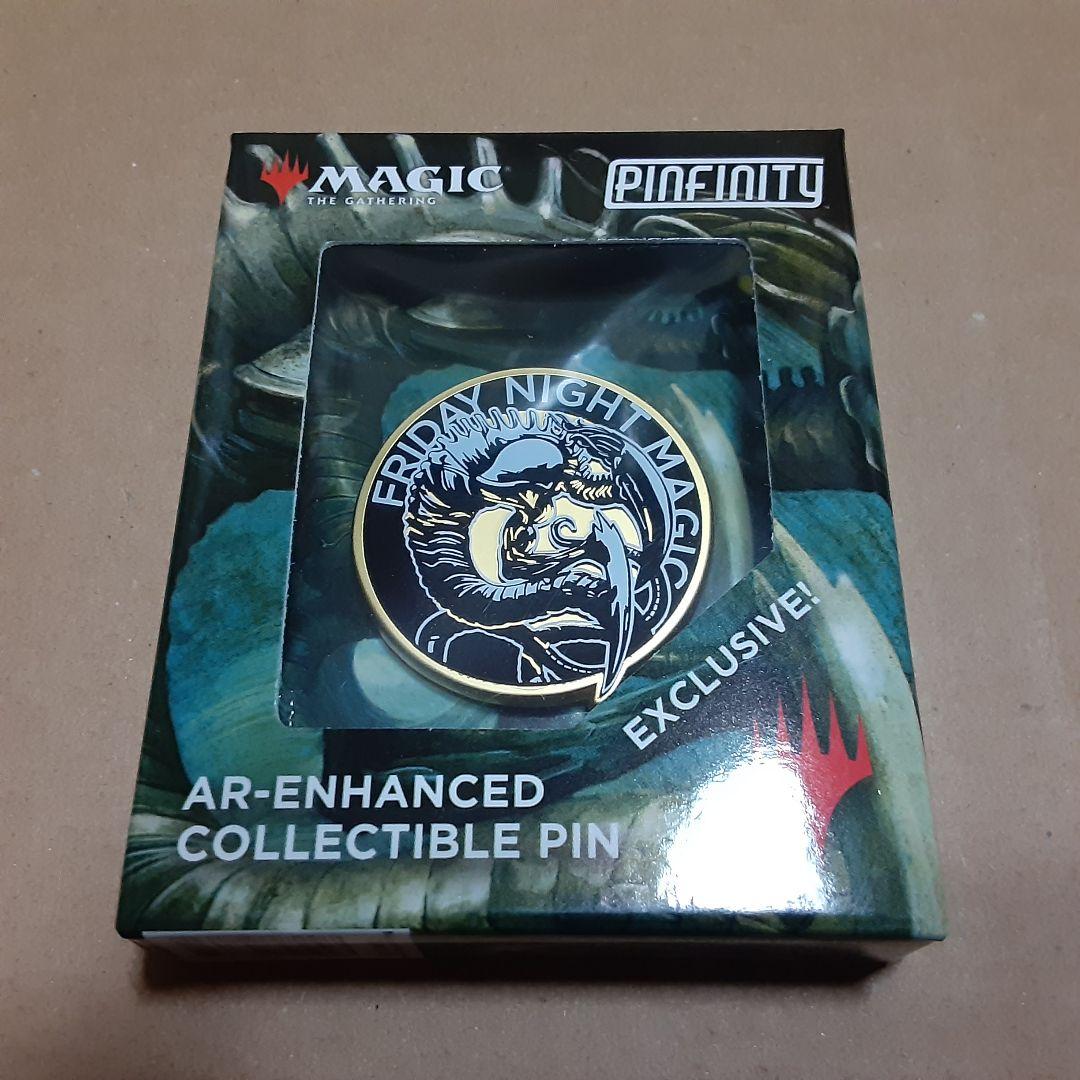 MAGIC
THE GATHERING
PINFINITY
FRIDAY NIGHT MAGIC
EXCLUSIVE!
AR-ENHANCED
COLLECTIBLE PIN